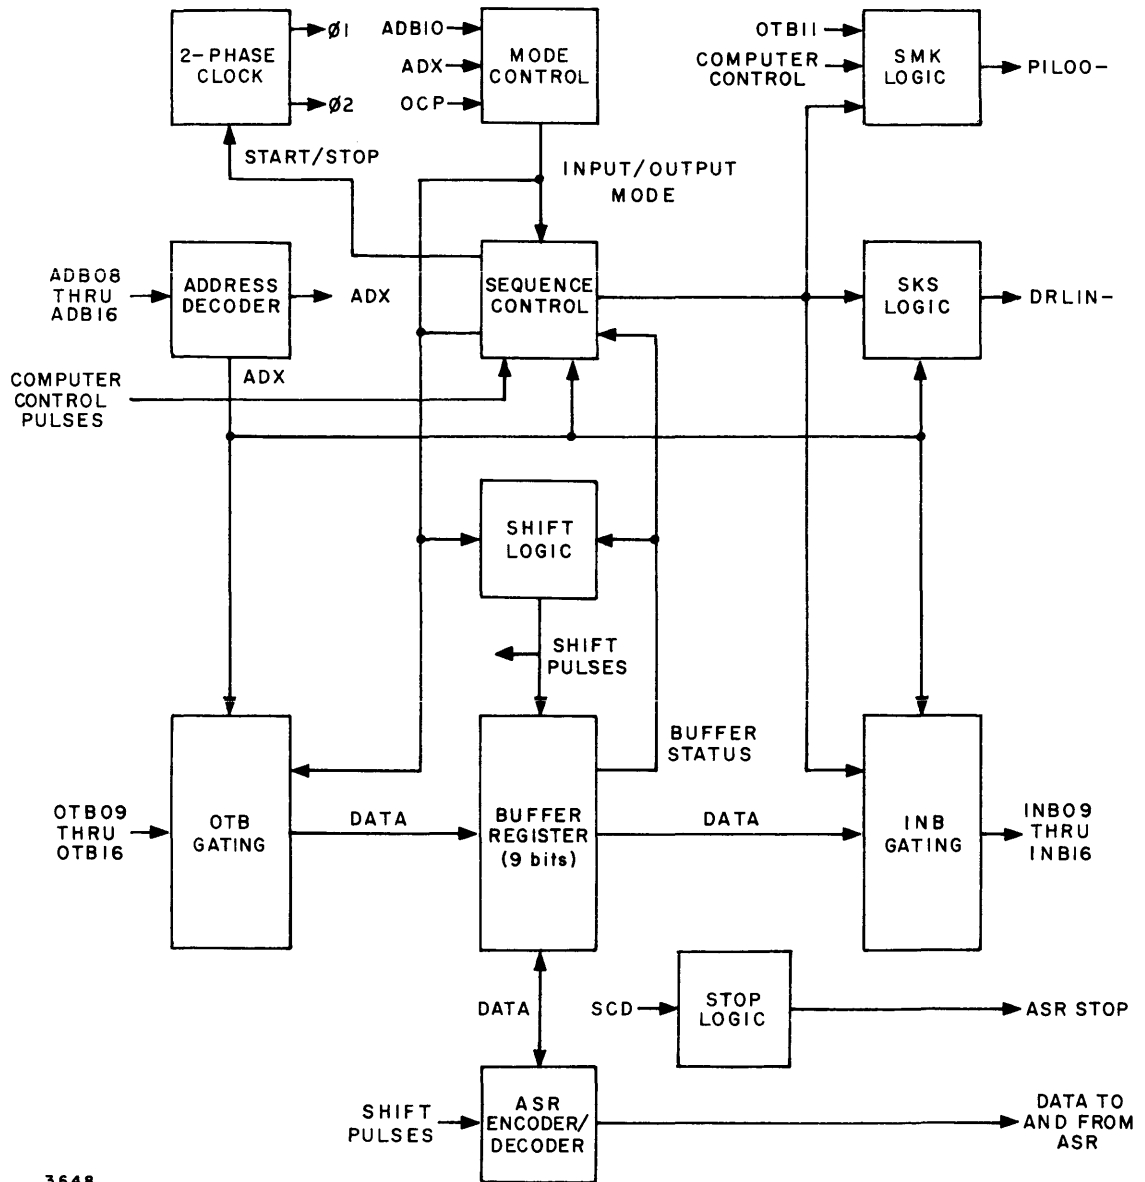 2-PHASE
CLOCK
Ø1
Ø2
ADB10
ADX
OCP
MODE
CONTROL
OTB11
COMPUTER
CONTROL
SMK
LOGIC
PIL00-
START/STOP
INPUT/OUTPUT
MODE
ADB08
THRU
ADB16
ADDRESS
DECODER
ADX
SEQUENCE
CONTROL
SKS
LOGIC
DRLIN-
ADX
COMPUTER
CONTROL
PULSES
SHIFT
LOGIC
SHIFT
PULSES
BUFFER
STATUS
OTB09
THRU
OTB16
OTB
GATING
DATA
BUFFER
REGISTER
(9 bits)
DATA
INB
GATING
INB09
THRU
INB16
DATA
SCD
STOP
LOGIC
ASR STOP
SHIFT
PULSES
ASR
ENCODER/
DECODER
DATA TO
AND FROM
ASR
3648